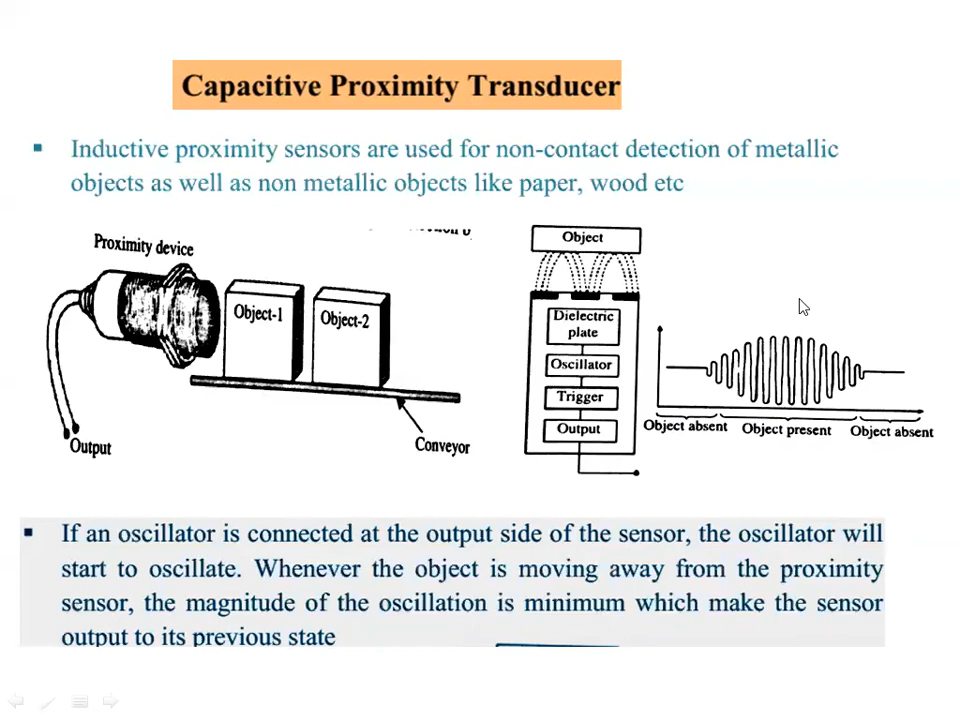 Capacitive Proximity Transducer
Inductive proximity sensors are used for non-contact detection of metallic
objects as well as non metallic objects like paper, wood etc
Proximity device
Object-1
Object-2
Output
Conveyor
Object
Dielectric
plate
Oscillator
Trigger
Output
Object absent
Object present
Object absent
If an oscillator is connected at the output side of the sensor, the oscillator will
start to oscillate. Whenever the object is moving away from the proximity
sensor, the magnitude of the oscillation is minimum which make the sensor
output to its previous state